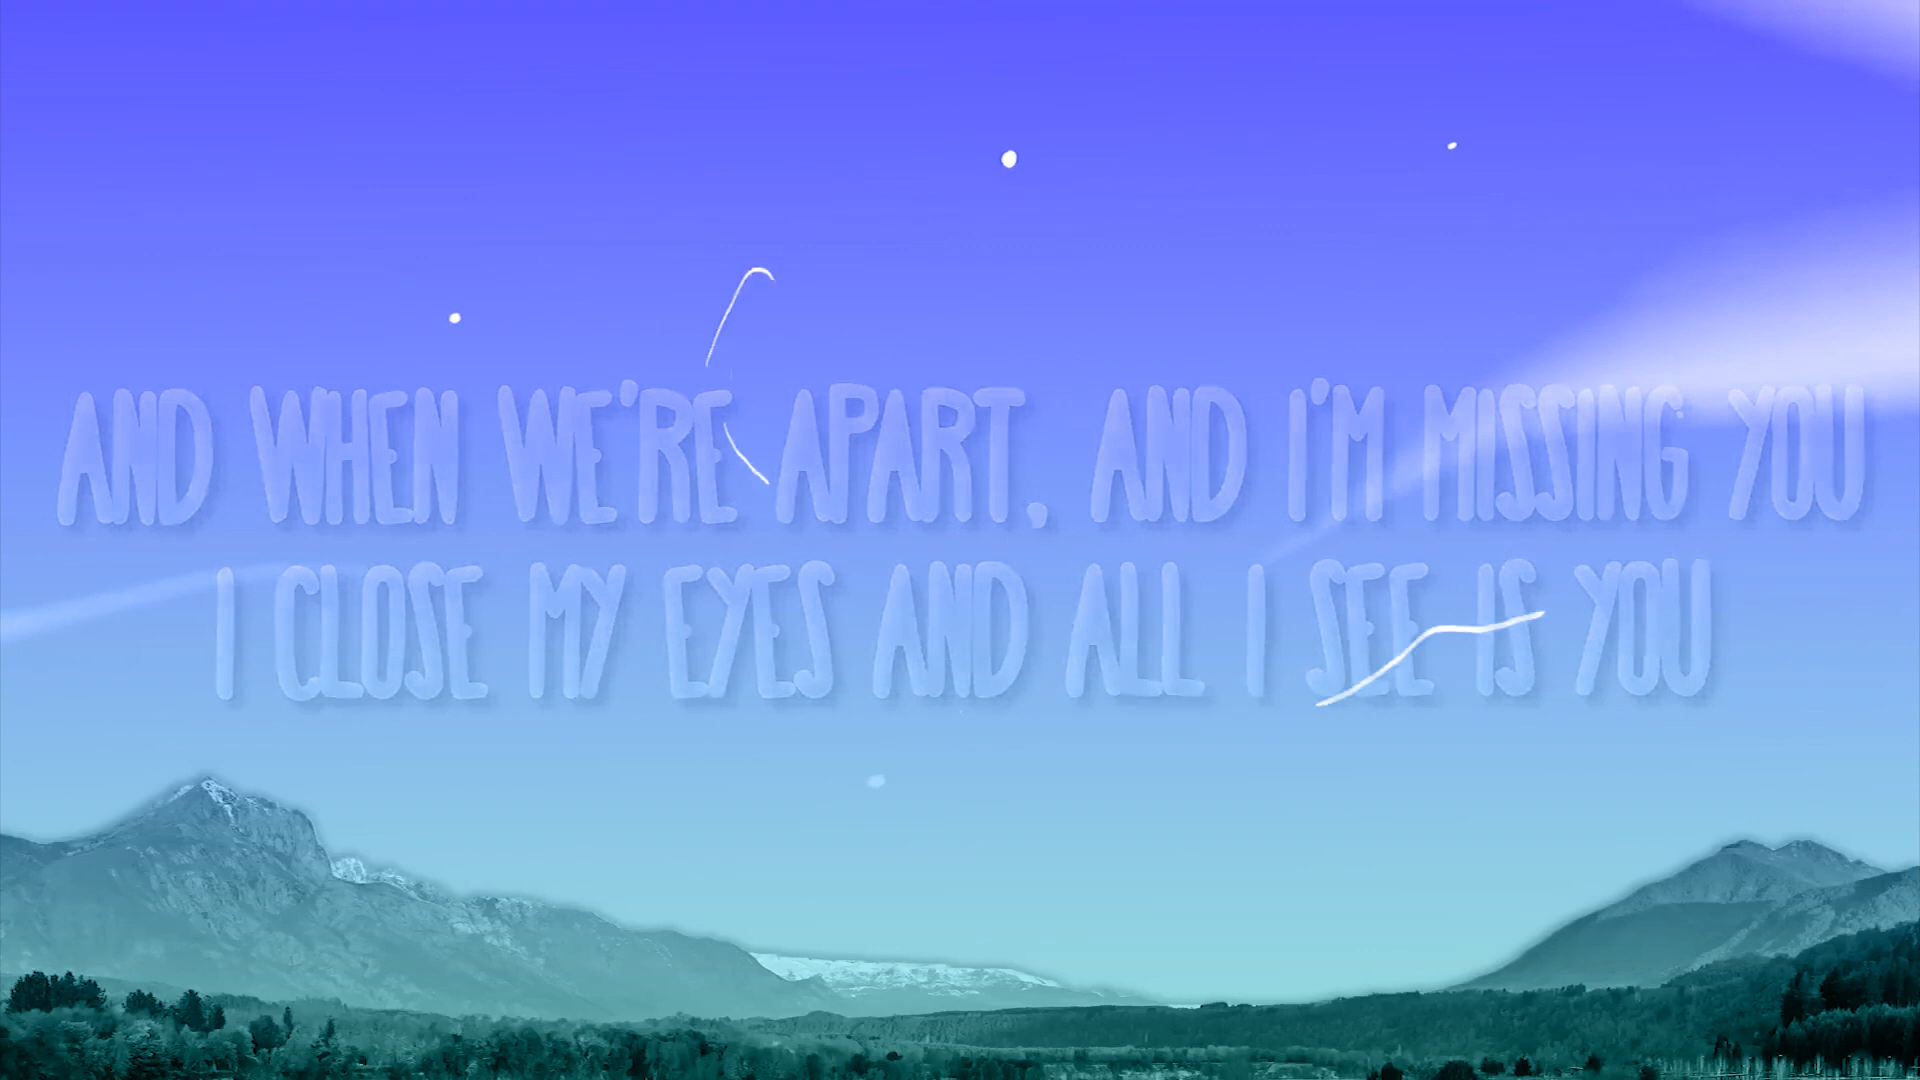 AND WHEN WE'RE APART, AND I'M MISSING YOU
I CLOSE MY EYES AND ALL I SEE IS YOU